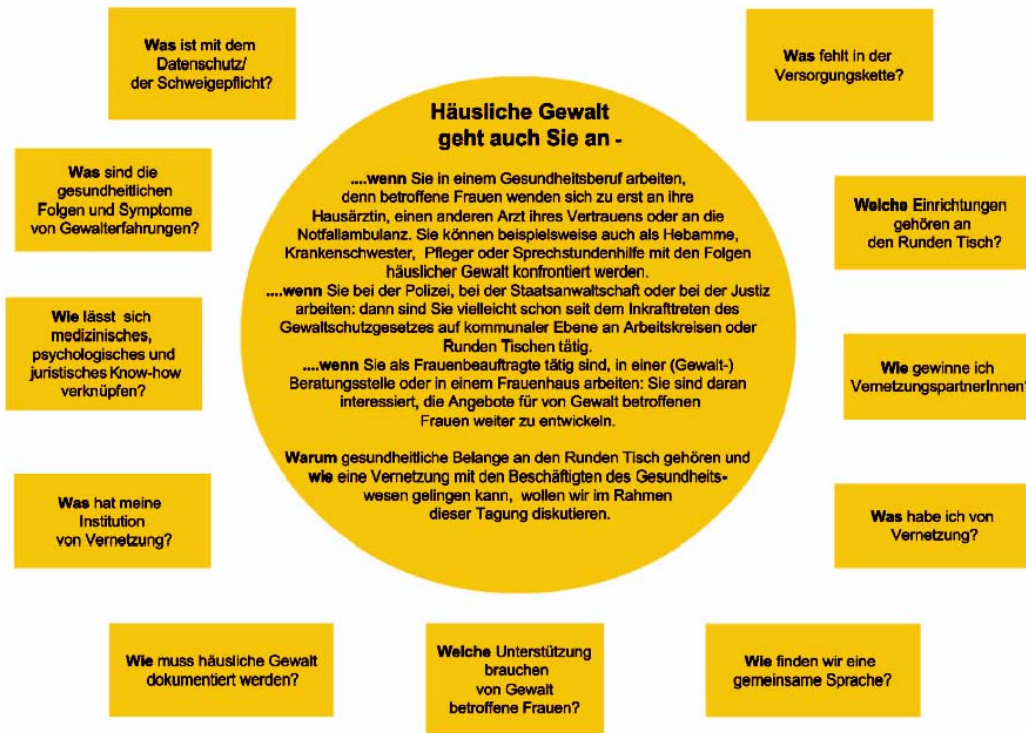 Was ist mit dem
Datenschutz/
der Schweigepflicht?
Was fehlt in der
Versorgungskette?
Häusliche Gewalt
geht auch Sie an -
....wenn Sie in einem Gesundheitsberuf arbeiten,
denn betroffene Frauen wenden sich zu erst an ihre
Hausärztin, einen anderen Arzt ihres Vertrauens oder an die
Notfallambulanz. Sie können beispielsweise auch als Hebamme,
Krankenschwester, Pfleger oder Sprechstundenhilfe mit den Folgen
häuslicher Gewalt konfrontiert werden.
....wenn Sie bei der Polizei, bei der Staatsanwaltschaft oder bei der Justiz
arbeiten: dann sind Sie vielleicht schon seit dem Inkrafttreten des
Gewaltschutzgesetzes auf kommunaler Ebene an Arbeitskreisen oder
Runden Tischen tätig.
....wenn Sie als Frauenbeauftragte tätig sind, in einer (Gewalt-)
Beratungsstelle oder in einem Frauenhaus arbeiten: Sie sind daran
interessiert, die Angebote für von Gewalt betroffenen
Frauen weiter zu entwickeln.
Warum gesundheitliche Belange an den Runden Tisch gehören und
wie eine Vernetzung mit den Beschäftigten des Gesundheits-
wesen gelingen kann, wollen wir im Rahmen
dieser Tagung diskutieren.
Was sind die
gesundheitlichen
Folgen und Symptome
von Gewalterfahrungen?
Welche Einrichtungen
gehören an
den Runden Tisch?
Wie lässt sich
medizinisches,
psychologisches und
juristisches Know-how
verknüpfen?
Wie gewinne ich
VernetzungspartnerInnen?
Was hat meine
Institution
von Vernetzung?
Was habe ich von
Vernetzung?
Wie muss häusliche Gewalt
dokumentiert werden?
Welche Unterstützung
brauchen
von Gewalt
betroffene Frauen?
Wie finden wir eine
gemeinsame Sprache?